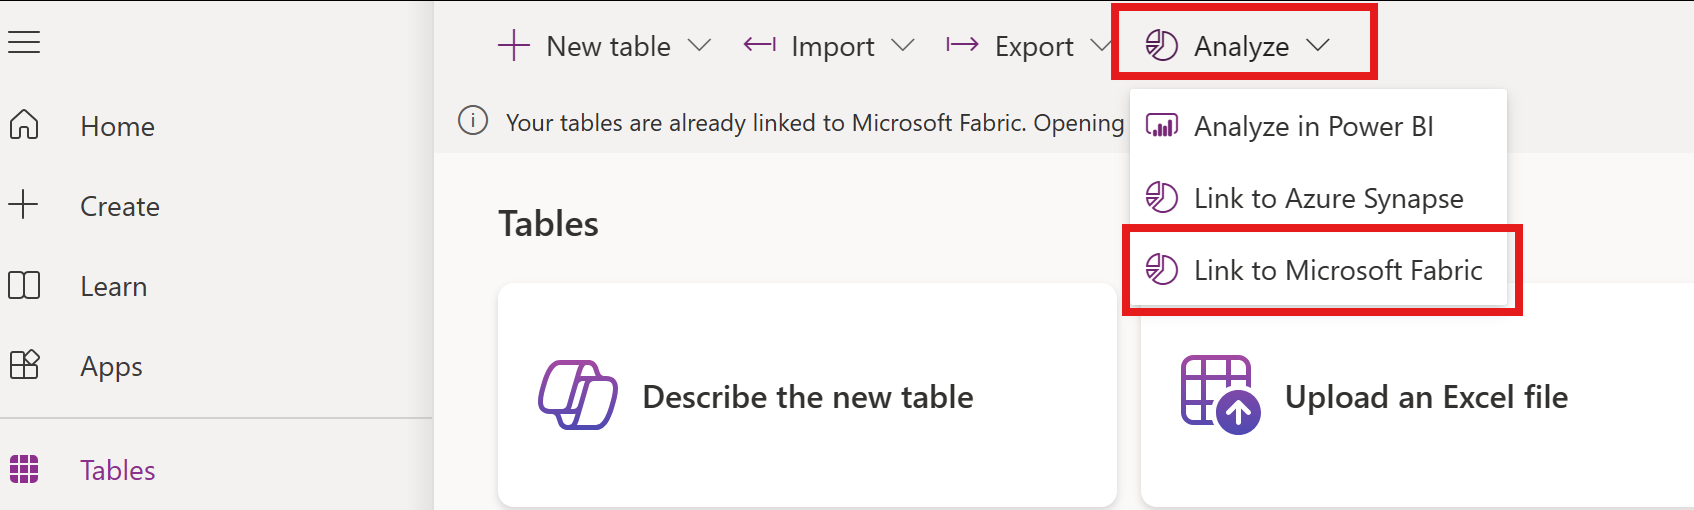 New table
Import
Export
Analyze
Home
Create
Learn
Apps
Tables
Your tables are already linked to Microsoft Fabric. Opening
Analyze in Power BI
Link to Azure Synapse
Link to Microsoft Fabric
Tables
Describe the new table
Upload an Excel file